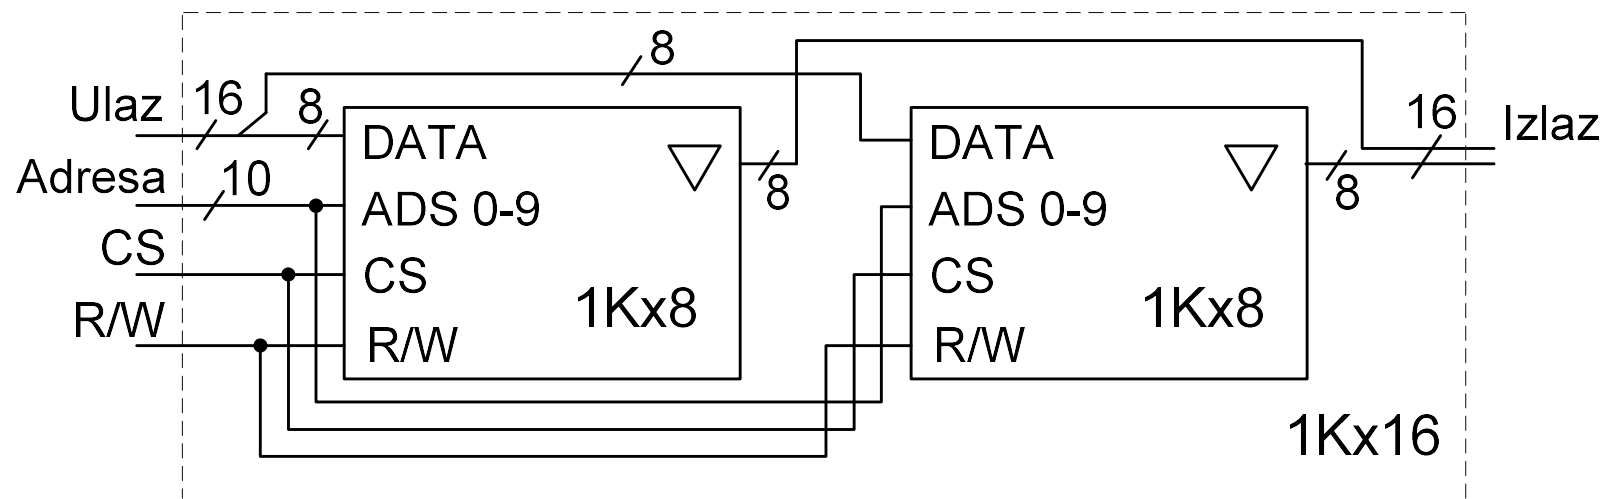 8
Ulaz 16 8 DATA DATA 16 Izlaz
Adresa 10 8 8
ADS 0-9 ADS 0-9
CS CS CS
1Kx8 1Kx8
R/W R/W R/W
1Kx16